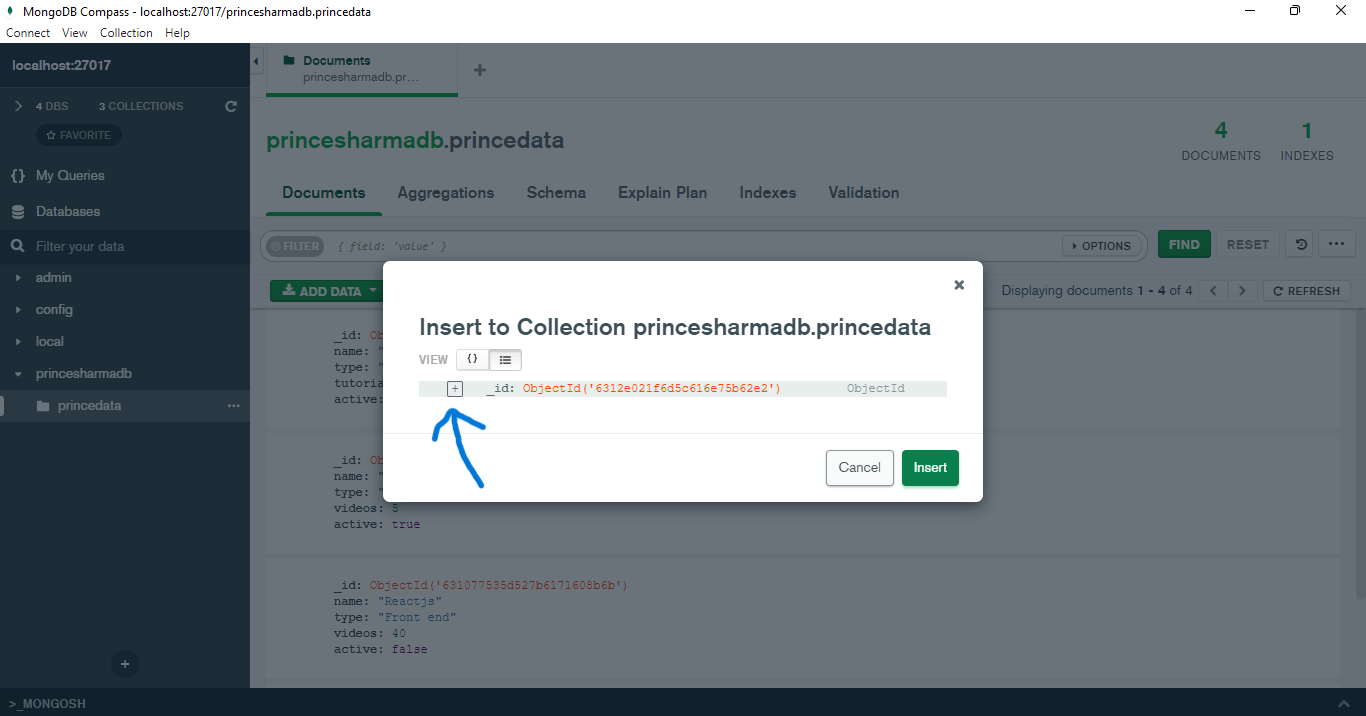 MongoDB Compass - localhost:27017/princesharmadb.princedata
Connect View Collection Help
localhost:27017
4 DBS 3 COLLECTIONS
FAVORITE
{} My Queries
Databases
Filter your data
admin
config
local
princesharmadb
princedata
>_MONGOSH
Documents
princesharmadb.pr...
princesharmadb.princedata
4
DOCUMENTS
1
INDEXES
Documents Aggregations Schema Explain Plan Indexes Validation
FILTER { field: 'value' } OPTIONS FIND RESET
ADD DATA Displaying documents 1 - 4 of 4 REFRESH
_id: Ob
name: "
type: "
tutoria
active:
_id: Ob
name: "
type: "
videos: 5
active: true
_id: ObjectId('631077535d527b6171608b6b')
name: "Reactjs"
type: "Front end"
videos: 40
active: false
Insert to Collection princesharmadb.princedata
VIEW {}
_id: ObjectId('6312e021f6d5c616e75b62e2') ObjectId
Cancel Insert